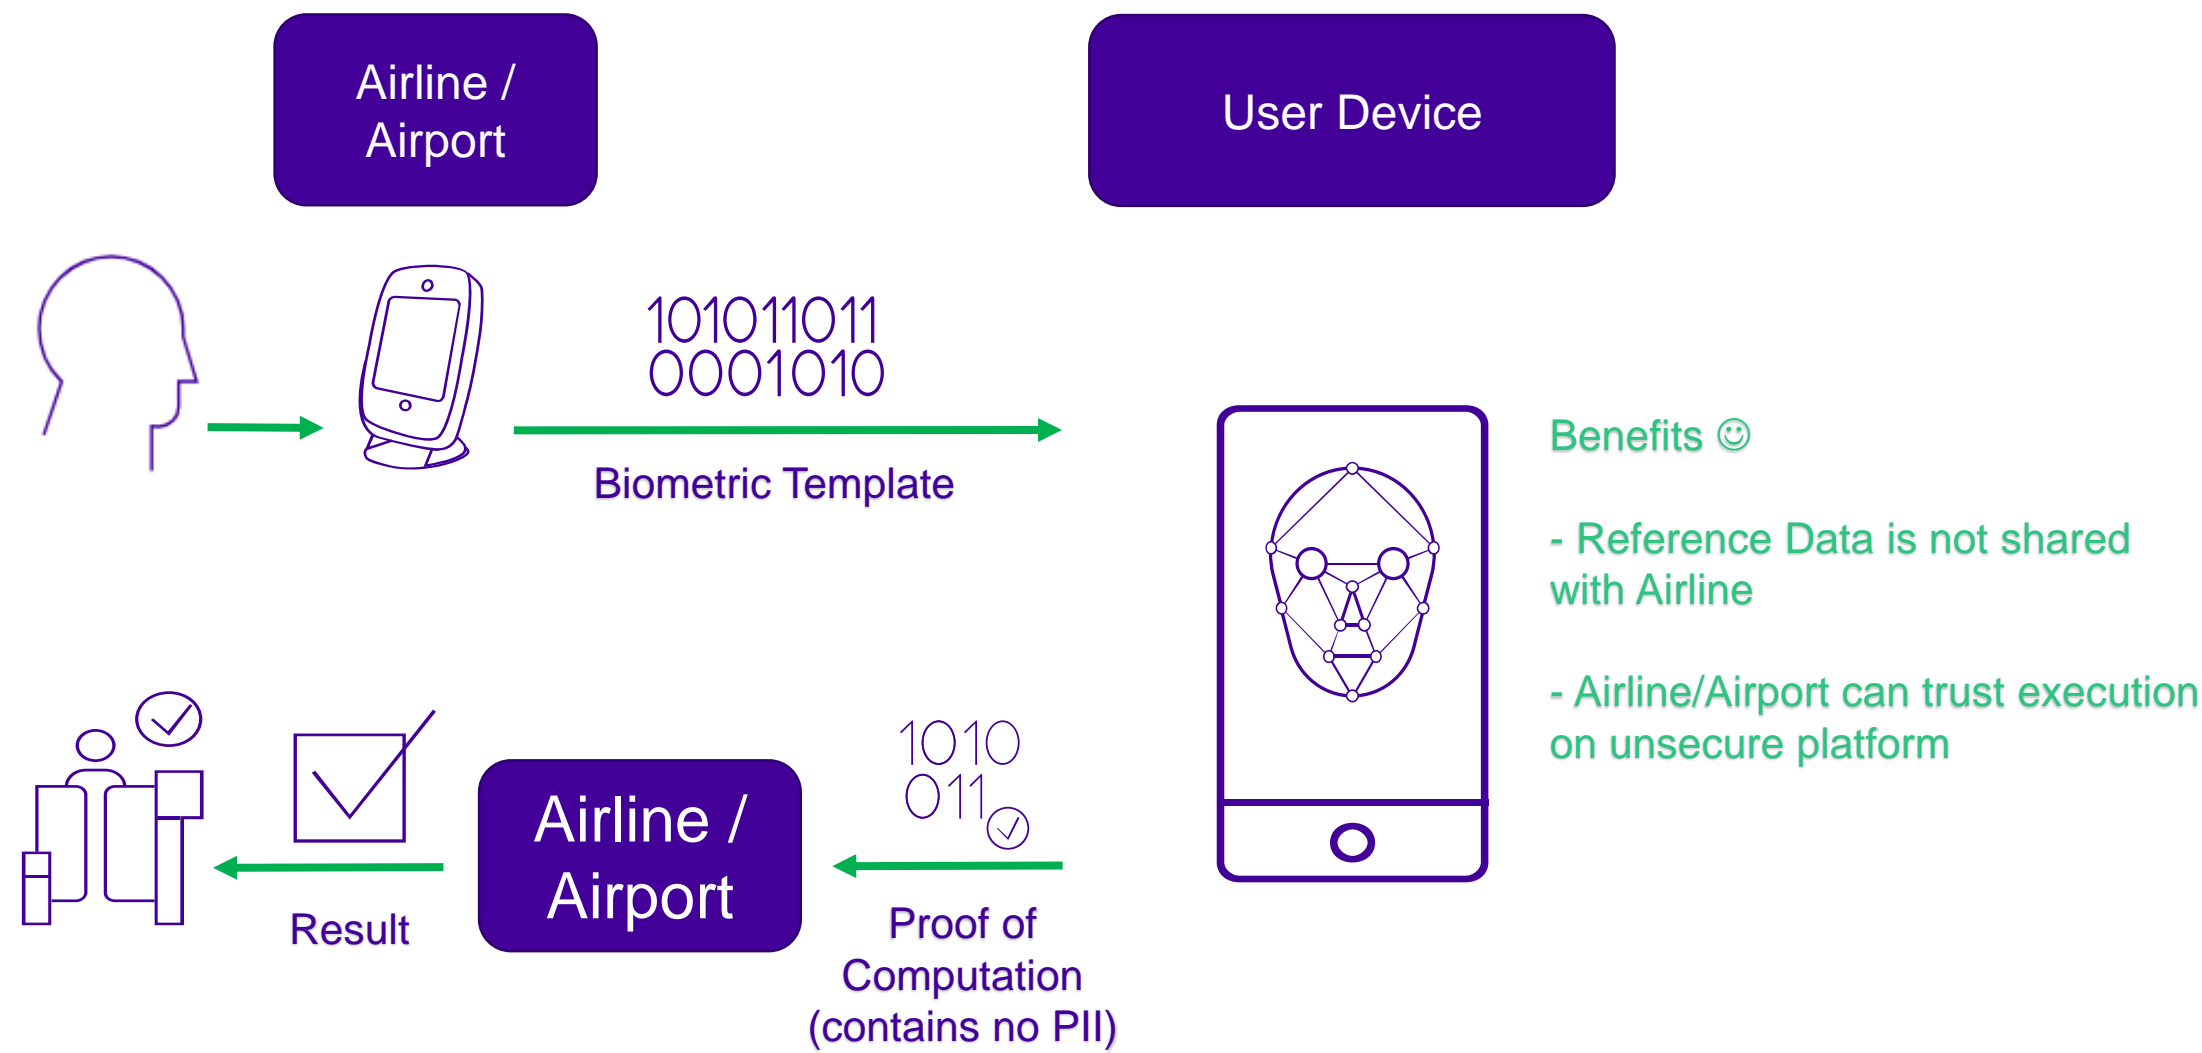 Airline /
Airport
User Device
101011011
0001010
Biometric Template
Benefits ☺
- Reference Data is not shared
with Airline
- Airline/Airport can trust execution
on unsecure platform
1010
011
Airline /
Airport
Result
Proof of
Computation
(contains no PII)